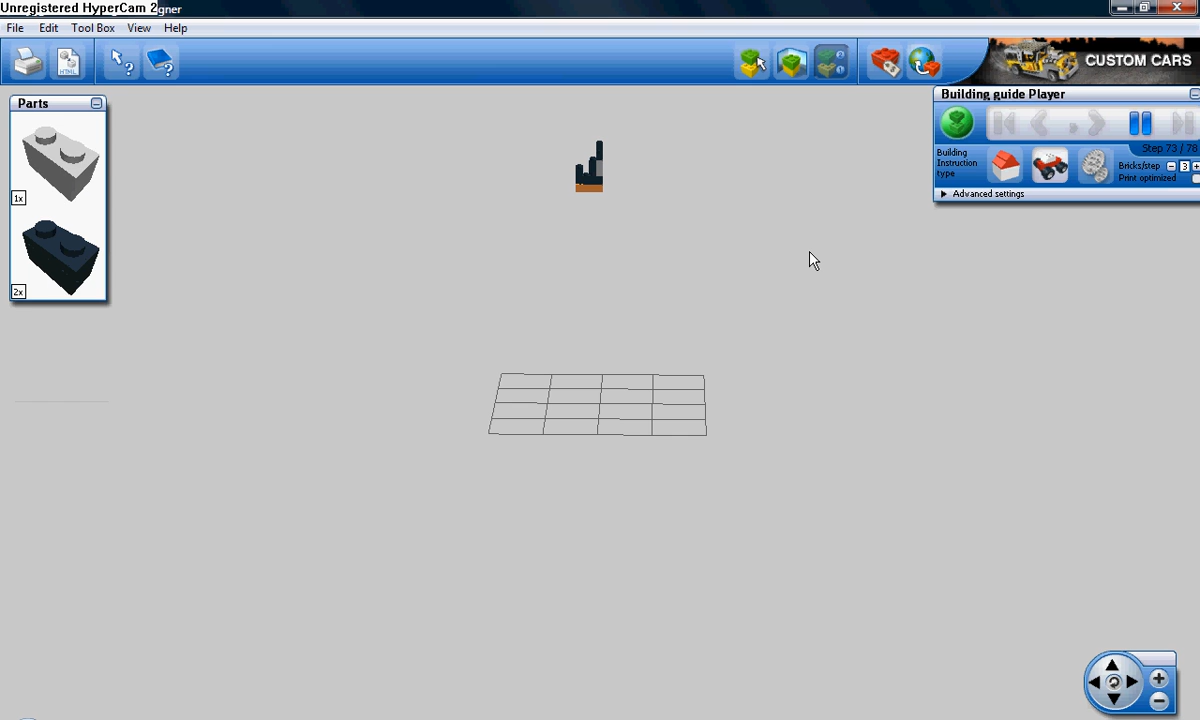 Unregistered HyperCam 2gner
File Edit Tool Box View Help
HTML
CUSTOM CARS
Parts
1x
2x
Building guide Player
Step 73 / 78
Building
Instruction
type
Bricks/step 3
Print optimized
Advanced settings